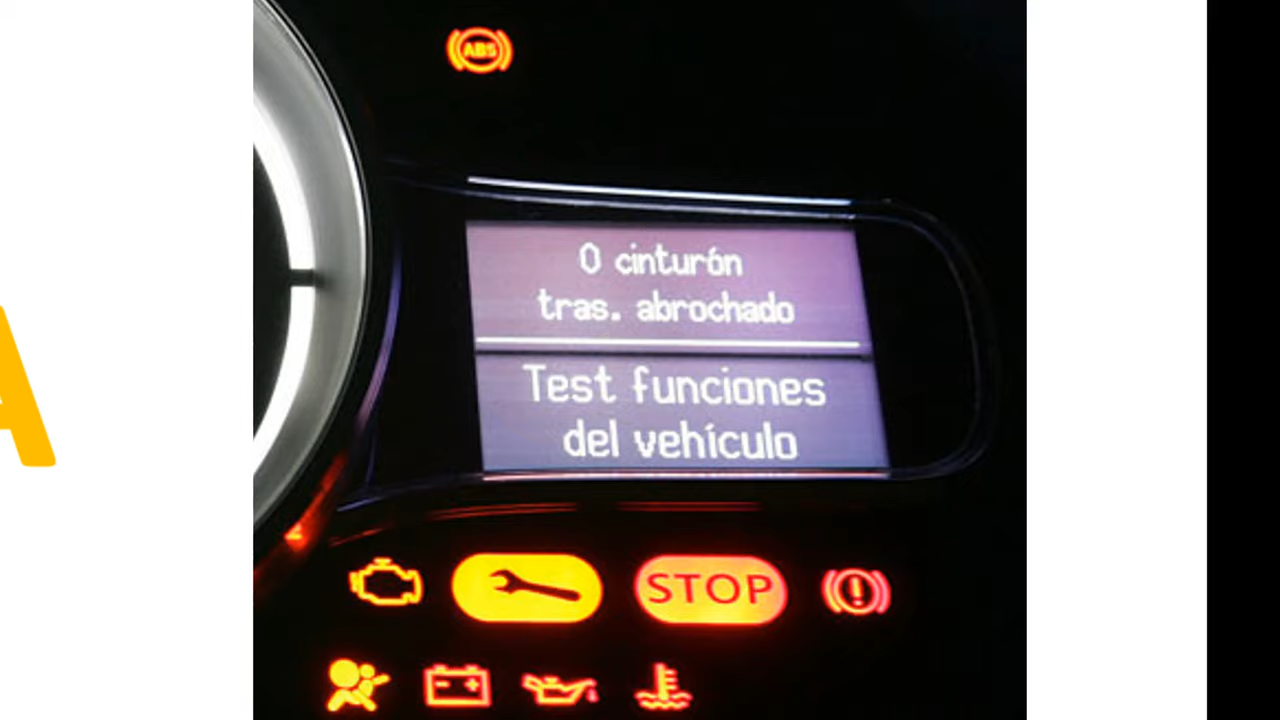 ABS
0 cinturón
tras. abrochado
Test funciones
del vehículo
STOP
A